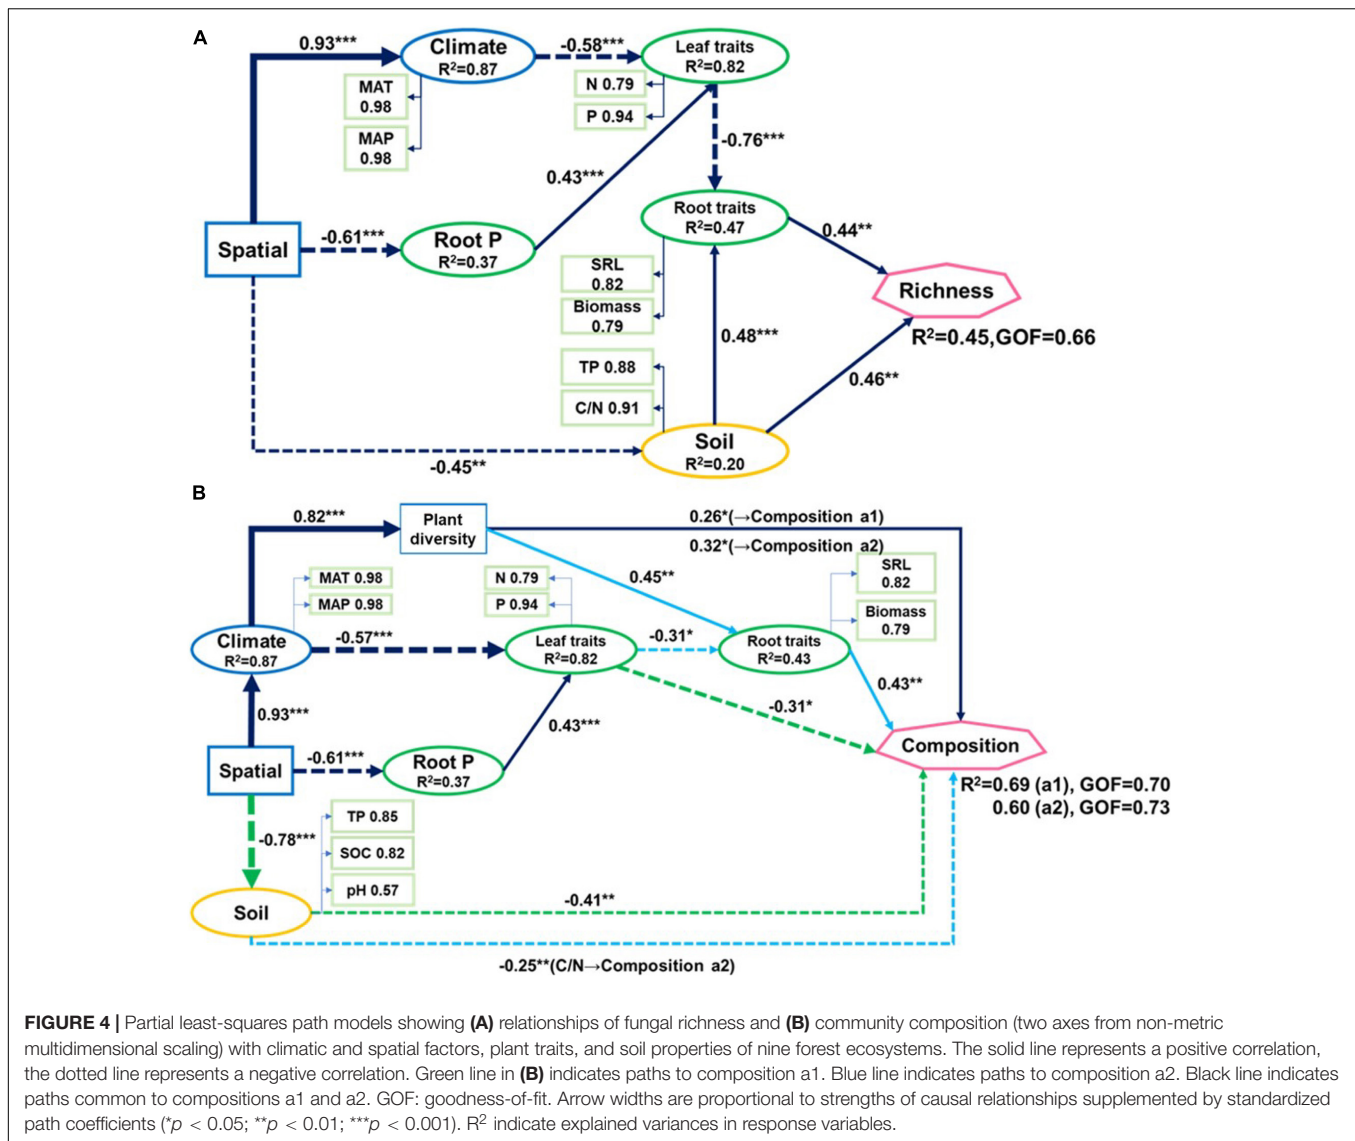 A
0.93***
Climate
R²=0.87
-0.58***
Leaf traits
R²=0.82
MAT
0.98
MAP
0.98
N 0.79
P 0.94
-0.76***
0.43***
Spatial
-0.61***
Root P
R²=0.37
Root traits
R²=0.47
0.44**
SRL
0.82
Biomass
0.79
Richness
R²=0.45,GOF=0.66
0.48***
TP 0.88
C/N 0.91
0.46**
Soil
R²=0.20
-0.45**
B
0.82***
Plant
diversity
0.26*(→Composition a1)
0.32*(→Composition a2)
MAT 0.98
MAP 0.98
N 0.79
P 0.94
0.45**
SRL
0.82
Biomass
0.79
Climate
R²=0.87
-0.57***
Leaf traits
R²=0.82
-0.31*
Root traits
R²=0.43
0.43**
-0.31*
0.93***
0.43***
Spatial
-0.61***
Root P
R²=0.37
Composition
R²=0.69 (a1), GOF=0.70
0.60 (a2), GOF=0.73
-0.78***
TP 0.85
SOC 0.82
pH 0.57
Soil
-0.41**
-0.25**(C/N→Composition a2)
FIGURE 4 | Partial least-squares path models showing (A) relationships of fungal richness and (B) community composition (two axes from non-metric
multidimensional scaling) with climatic and spatial factors, plant traits, and soil properties of nine forest ecosystems. The solid line represents a positive correlation,
the dotted line represents a negative correlation. Green line in (B) indicates paths to composition a1. Blue line indicates paths to composition a2. Black line indicates
paths common to compositions a1 and a2. GOF: goodness-of-fit. Arrow widths are proportional to strengths of causal relationships supplemented by standardized
path coefficients (*p < 0.05; **p < 0.01; ***p < 0.001). R² indicate explained variances in response variables.